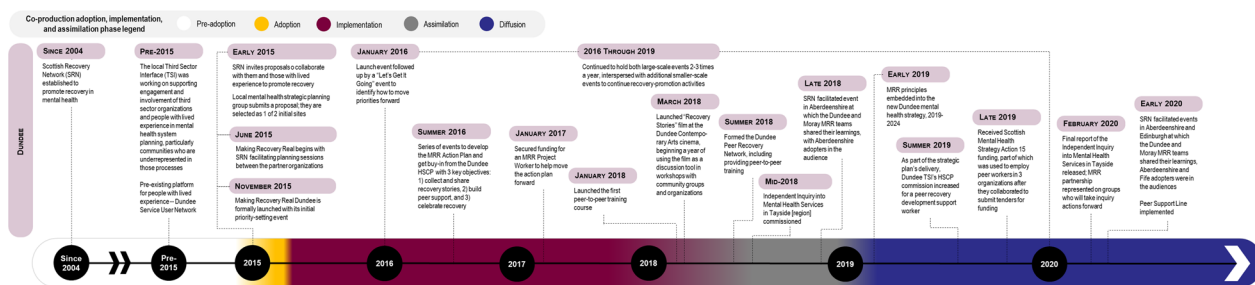 Co-production adoption, implementation,
and assimilation phase legend
Pre-adoption
Adoption
Implementation
Assimilation
Diffusion
DUNDEE
SINCE 2004
Scottish Recovery
Network (SRN)
established to
promote recovery in
mental health
PRE-2015
The local Third Sector
Interface (TSI) was
working on supporting
engagement and
involvement of third
sector organizations
and people with lived
experience in mental
health system
planning, particularly
communities who are
underrepresented in
those processes
Pre-existing platform
for people with lived
experience – Dundee
Service User Network
EARLY 2015
SRN invites proposals o collaborate
with them and those with lived
experience to promote recovery
Local mental health strategic planning
group submits a proposal; they are
selected as 1 of 2 initial sites
JUNE 2015
Making Recovery Real begins with
SRN facilitating planning sessions
between the partner organizations
NOVEMBER 2015
Making Recovery Real Dundee is
formally launched with its initial
priority-setting event
JANUARY 2016
Launch event followed
up by a "Let's Get It
Going" event to
identify how to move
priorities forward
SUMMER 2016
Series of events to develop
the MRR Action Plan and
get buy-in from the Dundee
HSCP with 3 key objectives:
1) collect and share
recovery stories, 2) build
peer support, and 3)
celebrate recovery
JANUARY 2017
Secured funding for
an MRR Project
Worker to help move
the action plan
forward
2016 THROUGH 2019
Continued to hold both large-scale events 2-3 times
a year, interspersed with additional smaller-scale
events to continue recovery-promotion activities
JANUARY 2018
Launched the first
peer-to-peer training
course
MARCH 2018
Launched "Recovery
Stories" film at the
Dundee Contempo-
rary Arts cinema,
beginning a year of
using the film as a
discussion tool in
workshops with
community groups
and organizations
SUMMER 2018
Formed the Dundee
Peer Recovery
Network, including
providing peer-to-peer
training
MID-2018
Independent Inquiry into
Mental Health Services
in Tayside [region]
commissioned
LATE 2018
SRN facilitated event
in Aberdeenshire at
which the Dundee
and Moray MRR teams
shared their learnings,
with Aberdeenshire
adopters in the
audience
EARLY 2019
MRR principles
embedded into the
new Dundee mental
health strategy, 2019-
2024
SUMMER 2019
As part of the strategic
plan's delivery,
Dundee TSI's HSCP
commission increased
for a peer recovery
development support
worker
LATE 2019
Received Scottish
Mental Health
Strategy Action 15
funding, part of which
was used to employ
peer workers in 3
organizations after
they collaborated to
submit tenders for
funding
FEBRUARY 2020
Final report of the
Independent Inquiry
into Mental Health
Services in Tayside
released; MRR
partnership
represented on groups
who will take inquiry
actions forward
EARLY 2020
SRN facilitated events
in Aberdeenshire and
Edinburgh at which
the Dundee and
Moray MRR teams
shared their learnings,
Aberdeenshire and
Fife adopters were in
the audiences
Peer Support Line
implemented
Since
2004
Pre-
2015
2015
2016
2017
2018
2019
2020